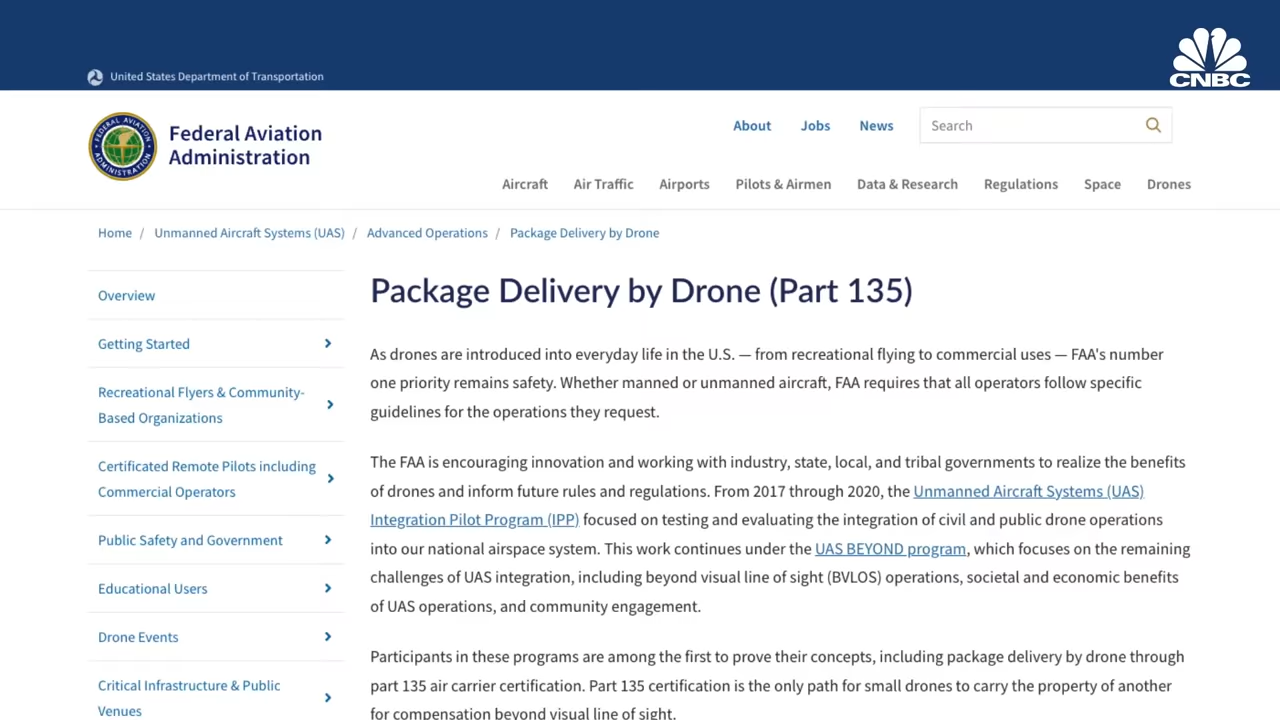 CNBC
United States Department of Transportation
FEDERAL AVIATION
ADMINISTRATION
Federal Aviation
Administration
About
Jobs
News
Search
Aircraft
Air Traffic
Airports
Pilots & Airmen
Data & Research
Regulations
Space
Drones
Home / Unmanned Aircraft Systems (UAS) / Advanced Operations / Package Delivery by Drone
Overview
Getting Started
Recreational Flyers & Community-
Based Organizations
Certificated Remote Pilots including
Commercial Operators
Public Safety and Government
Educational Users
Drone Events
Critical Infrastructure & Public
Venues
Package Delivery by Drone (Part 135)
As drones are introduced into everyday life in the U.S. — from recreational flying to commercial uses — FAA's number
one priority remains safety. Whether manned or unmanned aircraft, FAA requires that all operators follow specific
guidelines for the operations they request.
The FAA is encouraging innovation and working with industry, state, local, and tribal governments to realize the benefits
of drones and inform future rules and regulations. From 2017 through 2020, the Unmanned Aircraft Systems (UAS)
Integration Pilot Program (IPP) focused on testing and evaluating the integration of civil and public drone operations
into our national airspace system. This work continues under the UAS BEYOND program, which focuses on the remaining
challenges of UAS integration, including beyond visual line of sight (BVLOS) operations, societal and economic benefits
of UAS operations, and community engagement.
Participants in these programs are among the first to prove their concepts, including package delivery by drone through
part 135 air carrier certification. Part 135 certification is the only path for small drones to carry the property of another
for compensation beyond visual line of sight.